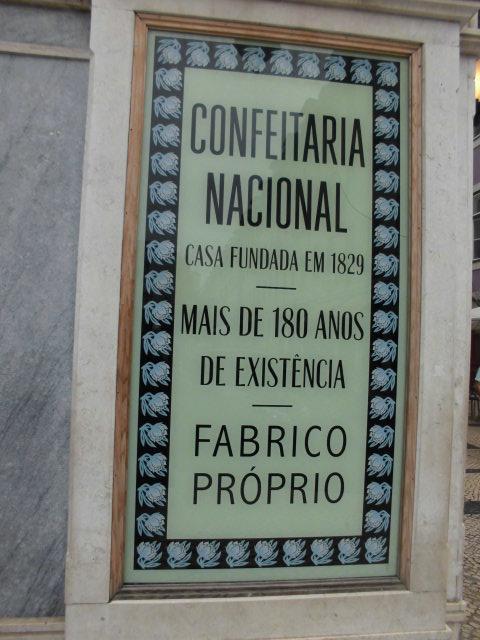 CONFEITARIA
NACIONAL
CASA FUNDADA EM 1829
MAIS DE 180 ANOS
DE EXISTÊNCIA
FABRICO
PRÓPRIO